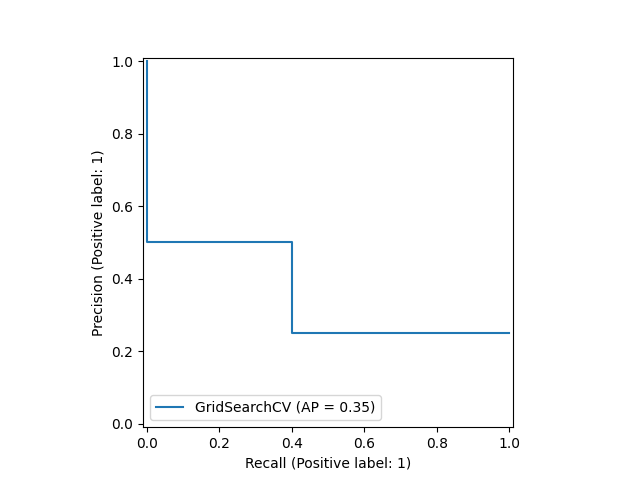 1.0
0.8
0.6
0.4
0.2
0.0
Precision (Positive label: 1)
GridSearchCV (AP = 0.35)
0.0 0.2 0.4 0.6 0.8 1.0
Recall (Positive label: 1)